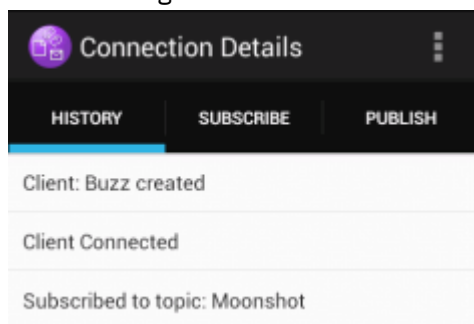 Connection Details
HISTORY SUBSCRIBE PUBLISH
Client: Buzz created
Client Connected
Subscribed to topic: Moonshot